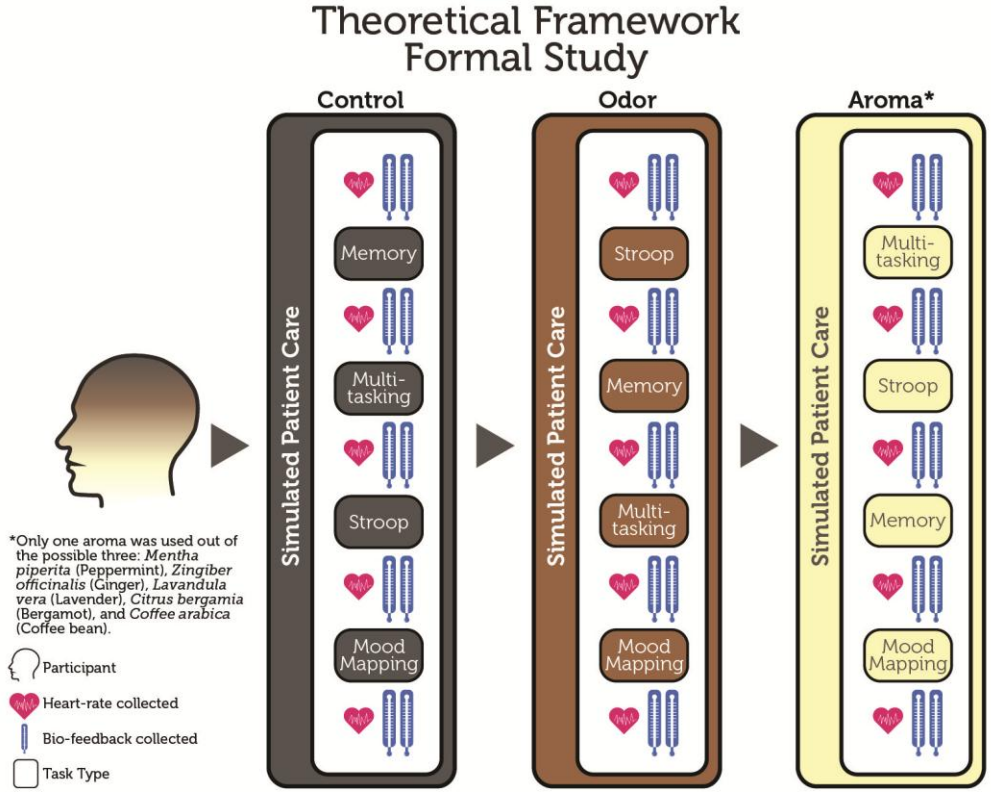 Theoretical Framework
Formal Study
Control
Odor
Aroma*
Simulated Patient Care
Memory
Multi-
tasking
Stroop
Mood
Mapping
Simulated Patient Care
Stroop
Memory
Multi-
tasking
Mood
Mapping
Simulated Patient Care
Multi-
tasking
Stroop
Memory
Mood
Mapping
*Only one aroma was used out of
the possible three: Mentha
piperita (Peppermint), Zingiber
officinalis (Ginger), Lavandula
vera (Lavender), Citrus bergamia
(Bergamot), and Coffee arabica
(Coffee bean).
Participant
Heart-rate collected
Bio-feedback collected
Task Type